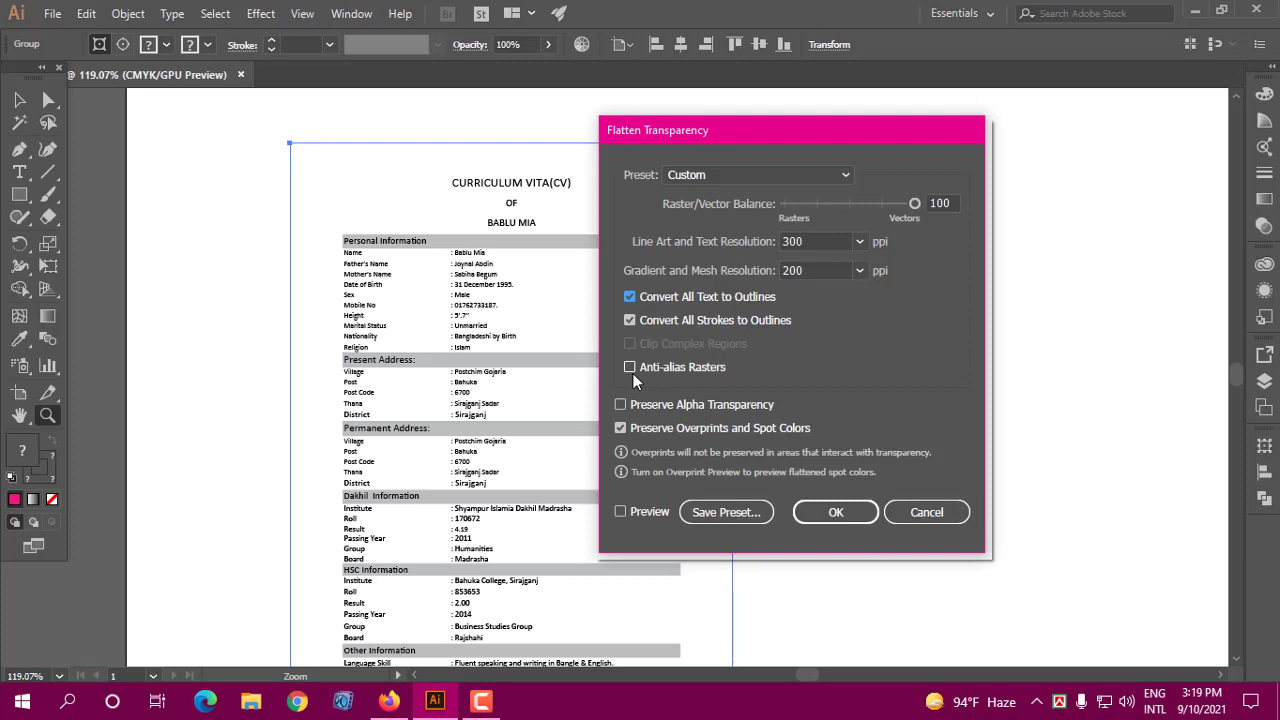 Ai File Edit Object Type Select Effect View Window Help Br St Essentials Search Adobe Stock
Group ? ? Stroke: Opacity: 100% Transform
@ 119.07% (CMYK/GPU Preview) ×
CURRICULUM VITA(CV)
OF
BABLU MIA
Personal Information
Name : Bablu Mia
Father's Name : Joynal Abdin
Mother's Name : Sabiha Begum
Date of Birth : 31 December 1995.
Sex : Male
Mobile No : 01762733187.
Height : 5'.7''
Marital Status : Unmarried
Nationality : Bangladeshi by Birth
Religion : Islam
Present Address:
Village : Postchim Gojaria
Post : Bahuka
Post Code : 6700
Thana : Sirajganj Sadar
District : Sirajganj
Permanent Address:
Village : Postchim Gojaria
Post : Bahuka
Post Code : 6700
Thana : Sirajganj Sadar
District : Sirajganj
Dakhil Information
Institute : Shyampur Islamia Dakhil Madrasha
Roll : 170672
Result : 4.19
Passing Year : 2011
Group : Humanities
Board : Madrasha
HSC Information
Institute : Bahuka College, Sirajganj
Roll : 853653
Result : 2.00
Passing Year : 2014
Group : Business Studies Group
Board : Rajshahi
Other Information
Language Skill : Fluent speaking and writing in Bangle & English.
Flatten Transparency
Preset: Custom
Raster/Vector Balance: 100
Rasters Vectors
Line Art and Text Resolution: 300 ppi
Gradient and Mesh Resolution: 200 ppi
Convert All Text to Outlines
Convert All Strokes to Outlines
Clip Complex Regions
Anti-alias Rasters
Preserve Alpha Transparency
Preserve Overprints and Spot Colors
Overprints will not be preserved in areas that interact with transparency.
Turn on Overprint Preview to preview flattened spot colors.
Preview Save Preset... OK Cancel
?
119.07% 1 Zoom
Ai 94°F Haze ENG 3:19 PM
INTL 9/10/2021